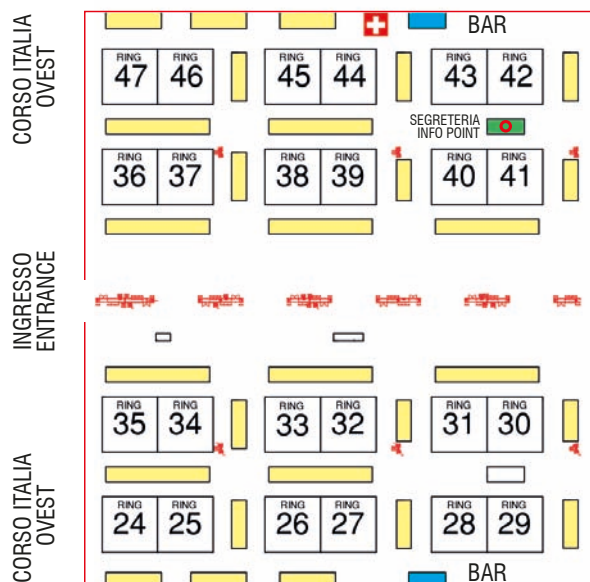 BAR
CORSO ITALIA
OVEST
RING RING RING RING RING RING
47 46 45 44 43 42
SEGRETERIA
INFO POINT
RING RING RING RING RING RING
36 37 38 39 40 41
INGRESSO
ENTRANCE
RING RING RING RING RING RING
35 34 33 32 31 30
CORSO ITALIA
OVEST
RING RING RING RING RING RING
24 25 26 27 28 29
BAR